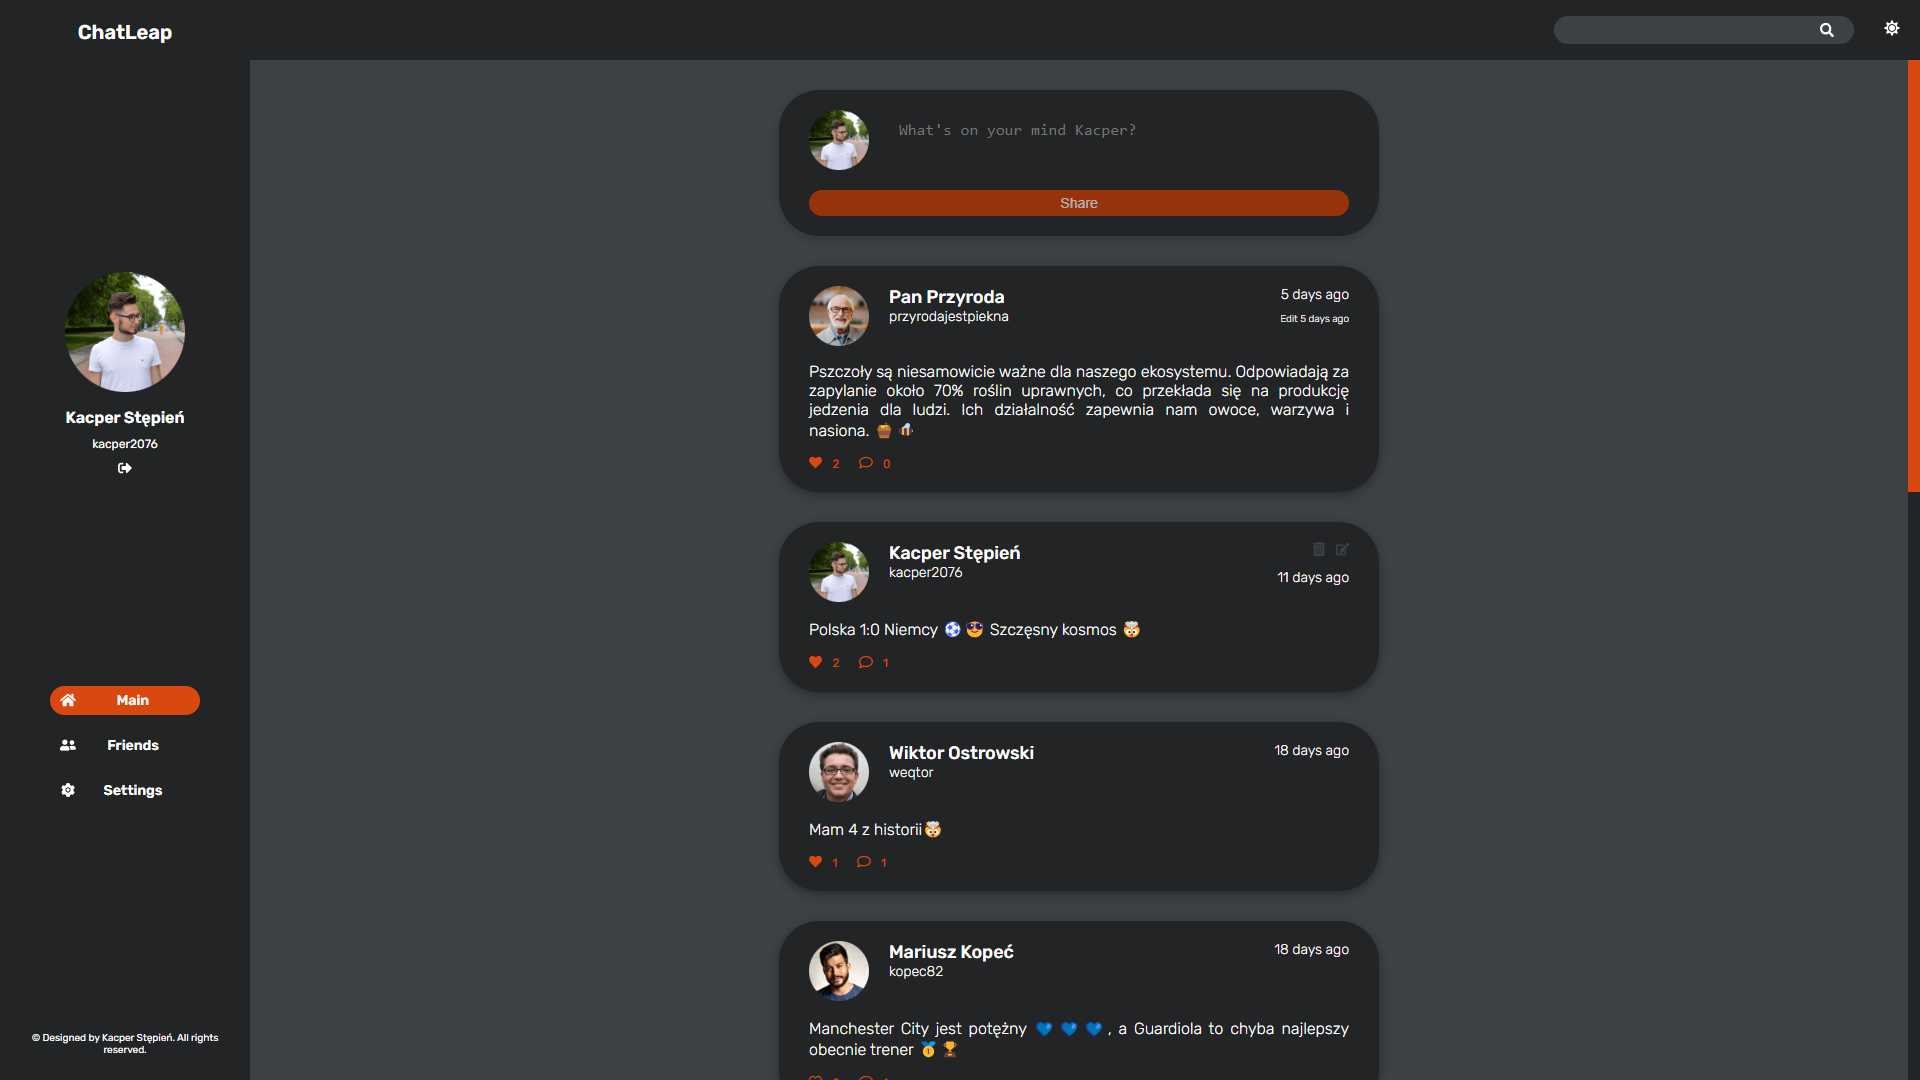 ChatLeap
What's on your mind Kacper?
Share
Pan Przyroda
przyrodajestpiekna
5 days ago
Edit 5 days ago
Pszczoły są niesamowicie ważne dla naszego ekosystemu. Odpowiadają za
zapylanie około 70% roślin uprawnych, co przekłada się na produkcję
jedzenia dla ludzi. Ich działalność zapewnia nam owoce, warzywa i
nasiona. 🍯 🐝
2 0
Kacper Stępień
kacper2076
Kacper Stępień
kacper2076
11 days ago
Polska 1:0 Niemcy ⚽ 😎 Szczęsny kosmos 🤯
2 1
Main
Friends
Settings
Wiktor Ostrowski
weqtor
18 days ago
Mam 4 z historii🤯
1 1
Mariusz Kopeć
kopec82
18 days ago
Manchester City jest potężny 💙 💙 💙 , a Guardiola to chyba najlepszy
obecnie trener 🥇 🏆
© Designed by Kacper Stępień. All rights
reserved.